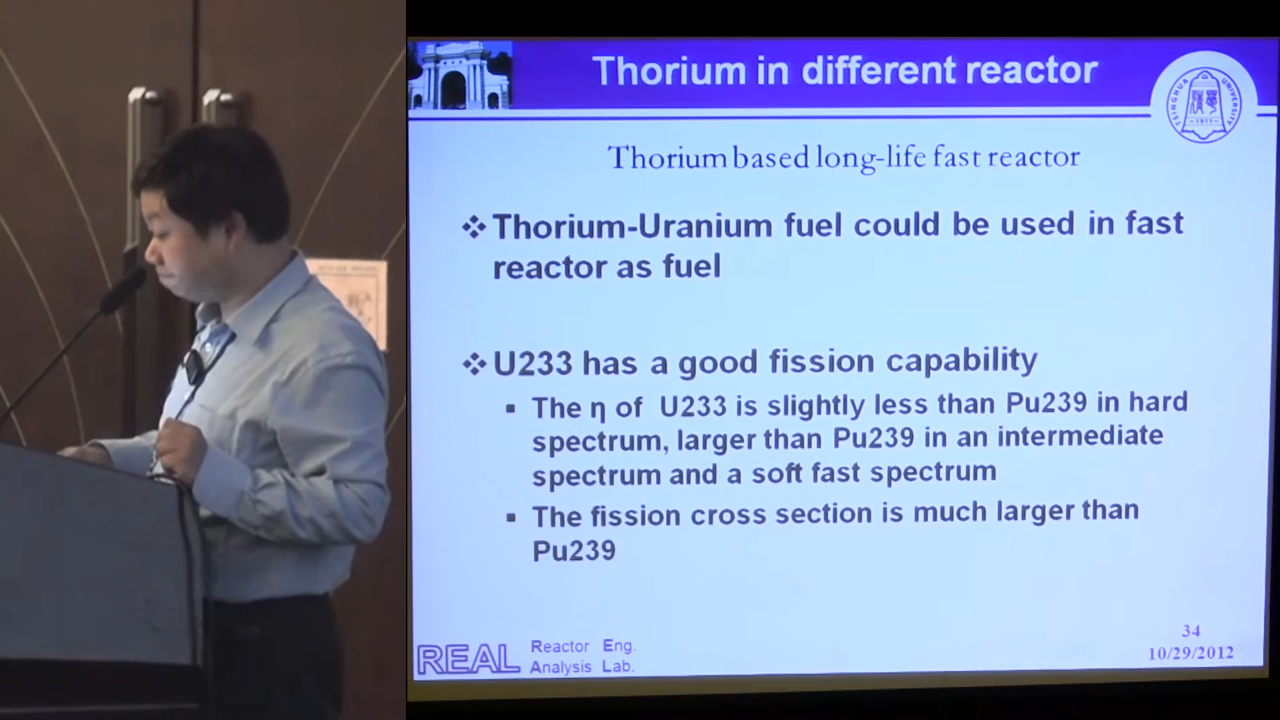 Thorium in different reactor
TSINGHUA UNIVERSITY
1911
Thorium based long-life fast reactor
❖ Thorium-Uranium fuel could be used in fast
reactor as fuel
❖ U233 has a good fission capability
▪ The η of U233 is slightly less than Pu239 in hard
spectrum, larger than Pu239 in an intermediate
spectrum and a soft fast spectrum
▪ The fission cross section is much larger than
Pu239
REAL Reactor Eng.
Analysis Lab.
34
10/29/2012